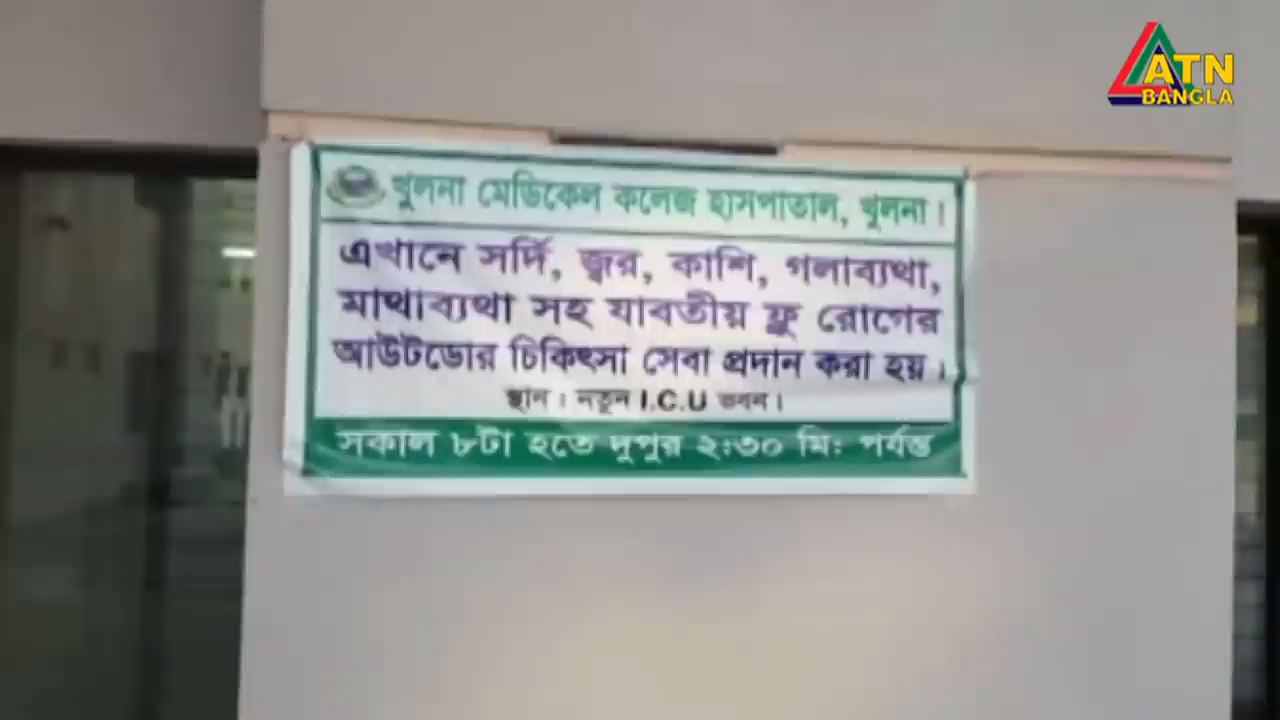 ATN
BANGLA
খুলনা মেডিকেল কলেজ হাসপাতাল, খুলনা।
এখানে সর্দি, জ্বর, কাশি, গলাব্যথা,
মাথাব্যথা সহ যাবতীয় ফ্লু রোগের
আউটডোর চিকিৎসা সেবা প্রদান করা হয়।
স্থান। নতুন I.C.U ভবন।
সকাল ৮টা হতে দুপুর ২:৩০ মি: পর্যন্ত